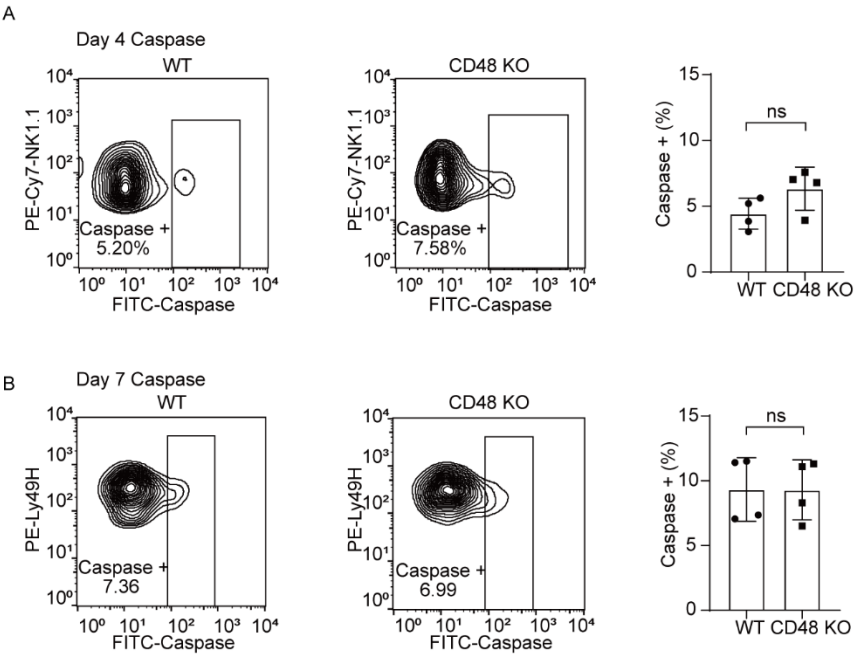 A
Day 4 Caspase
WT
CD48 KO
PE-Cy7-NK1.1
10⁴
10³
10²
10¹
10⁰
Caspase +
5.20%
10⁰ 10¹ 10² 10³ 10⁴
FITC-Caspase
PE-Cy7-NK1.1
10⁴
10³
10²
10¹
10⁰
Caspase +
7.58%
10⁰ 10¹ 10² 10³ 10⁴
FITC-Caspase
Caspase + (%)
15
10
5
0
ns
WT CD48 KO
B
Day 7 Caspase
WT
CD48 KO
PE-Ly49H
10⁴
10³
10²
10¹
10⁰
Caspase +
7.36
10⁰ 10¹ 10² 10³ 10⁴
FITC-Caspase
PE-Ly49H
10⁴
10³
10²
10¹
10⁰
Caspase +
6.99
10⁰ 10¹ 10² 10³ 10⁴
FITC-Caspase
Caspase + (%)
15
10
5
0
ns
WT CD48 KO